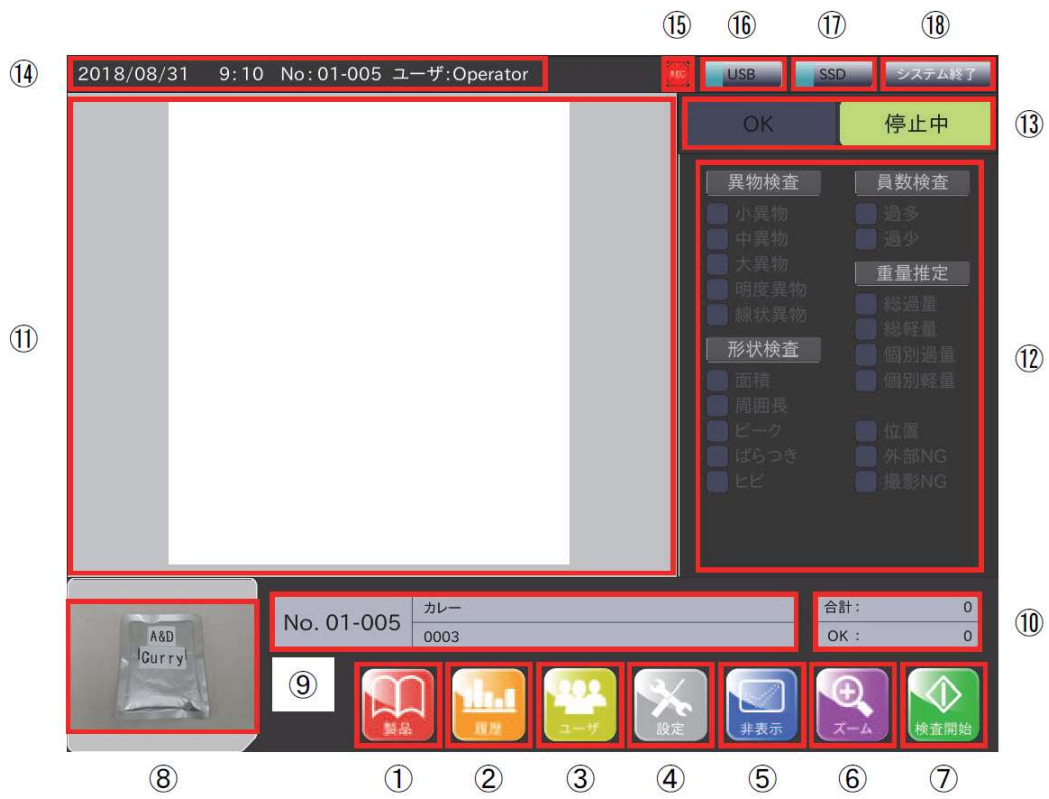 ⑮ ⑯ ⑰ ⑱
⑭ 2018/08/31 9:10 No:01-005 ユーザ:Operator REC USB SSD システム終了
OK 停止中 ⑬
異物検査 員数検査
小異物 過多
中異物 過少
大異物 重量推定
明度異物 総過量
線状異物 総軽量
⑪ 形状検査 個別過量 ⑫
面積 個別軽量
周囲長
ピーク 位置
ばらつき 外部NG
ヒビ 撮影NG
No. 01-005 カレー 合計: 0 ⑩
0003 OK : 0
A&D
Curry
⑨
製品 履歴 ユーザ 設定 非表示 ズーム 検査開始
⑧ ① ② ③ ④ ⑤ ⑥ ⑦